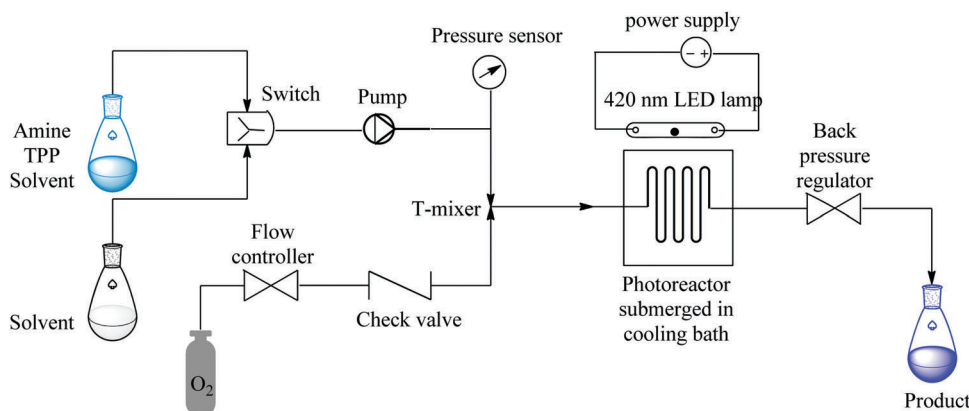 power supply
− +
Pressure sensor
420 nm LED lamp
Switch
Pump
Amine
TPP
Solvent
Back
pressure
regulator
T-mixer
Flow
controller
Solvent
Check valve
Photoreactor
submerged in
cooling bath
O2
Product